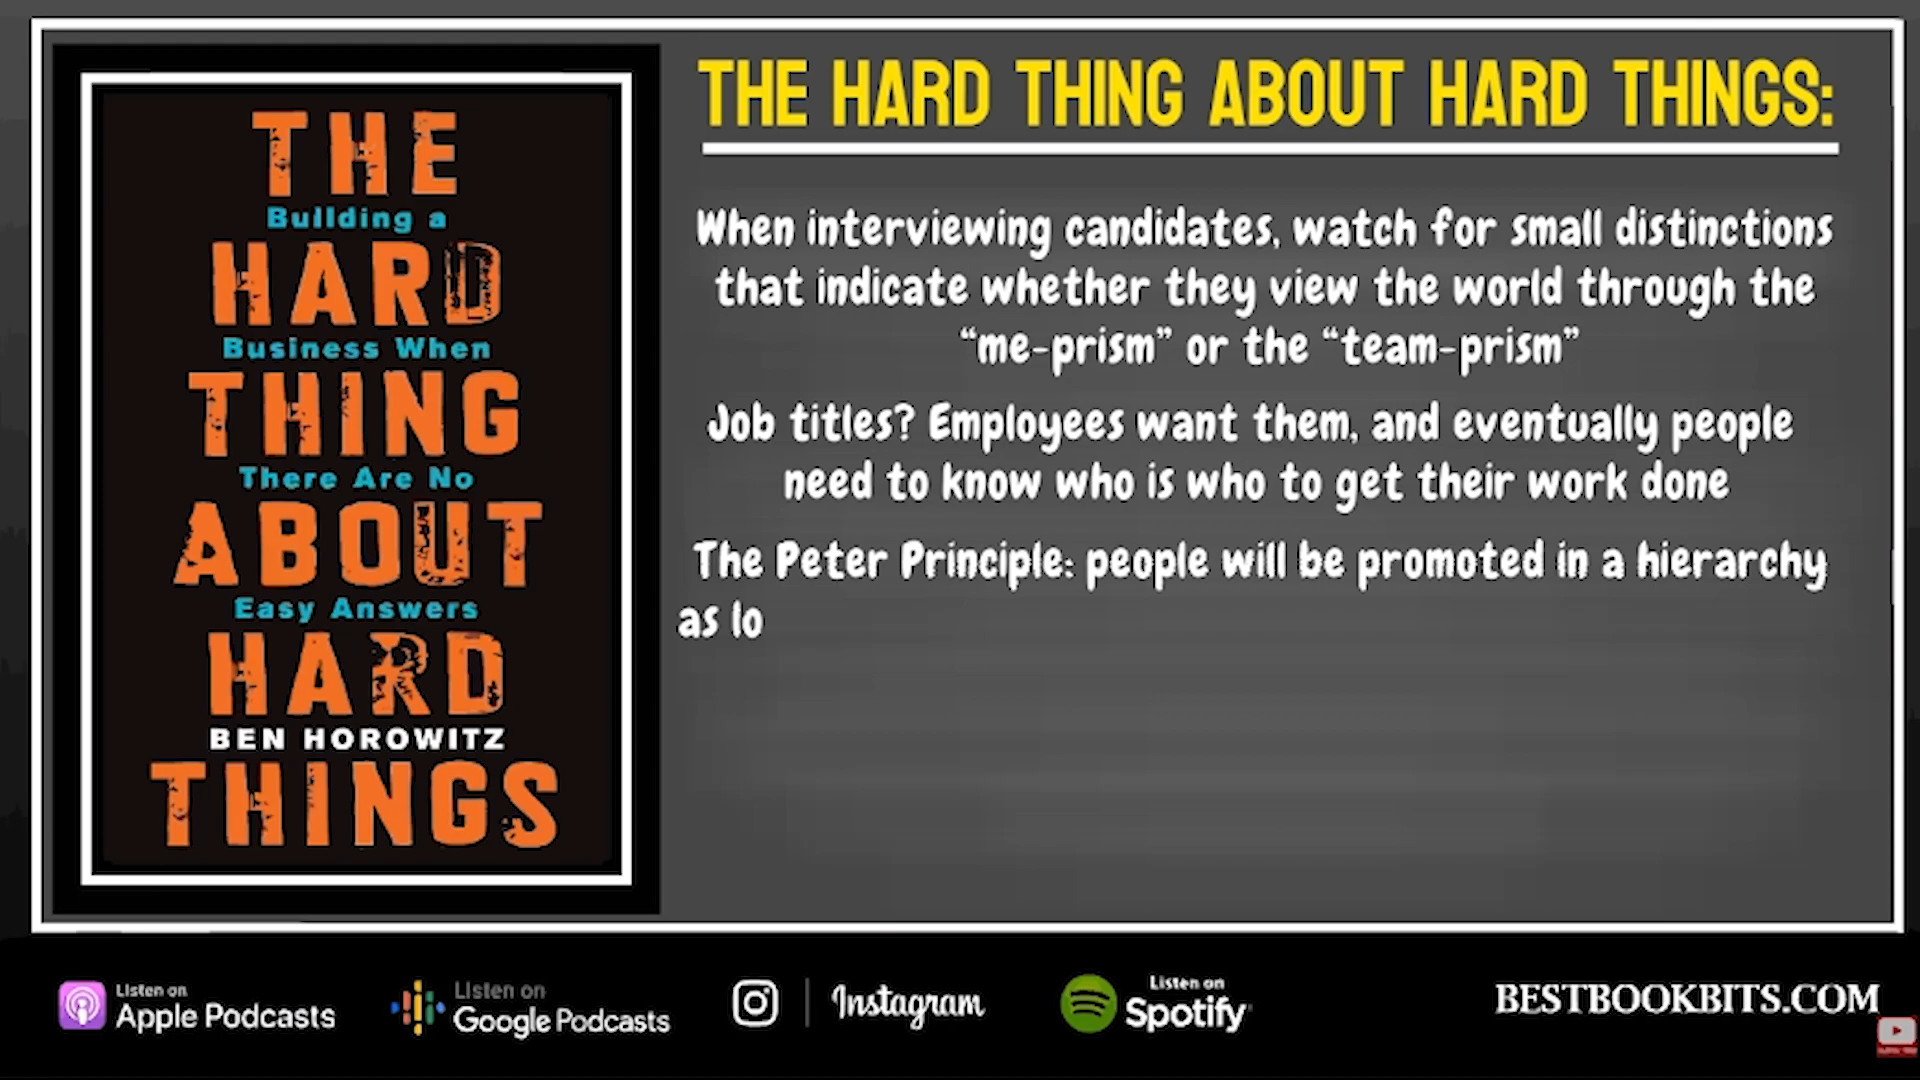 THE
Building a
HARD
Business When
THING
There Are No
ABOUT
Easy Answers
HARD
BEN HOROWITZ
THINGS
THE HARD THING ABOUT HARD THINGS:
When interviewing candidates, watch for small distinctions
that indicate whether they view the world through the
“me-prism” or the “team-prism”
Job titles? Employees want them, and eventually people
need to know who is who to get their work done
The Peter Principle: people will be promoted in a hierarchy
as lo
Listen on
Apple Podcasts
Listen on
Google Podcasts
Instagram
Listen on
Spotify
BESTBOOKBITS.COM